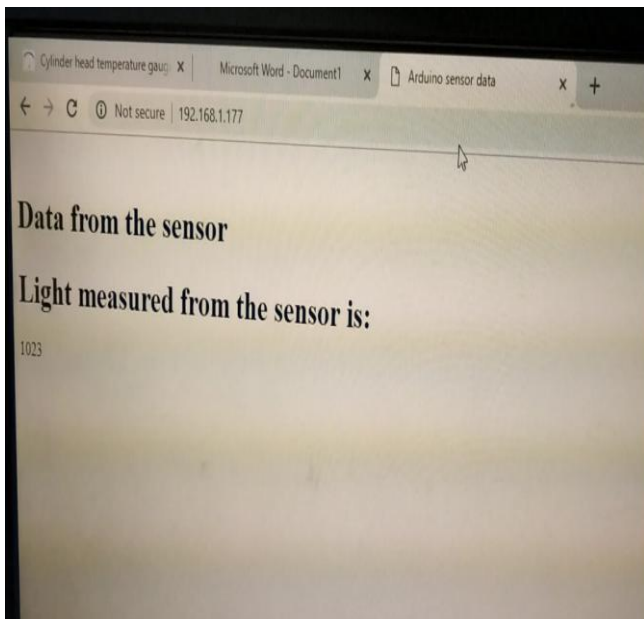 Cylinder head temperature gaug X Microsoft Word - Document1 X Arduino sensor data X +
Not secure | 192.168.1.177
Data from the sensor
Light measured from the sensor is:
1023